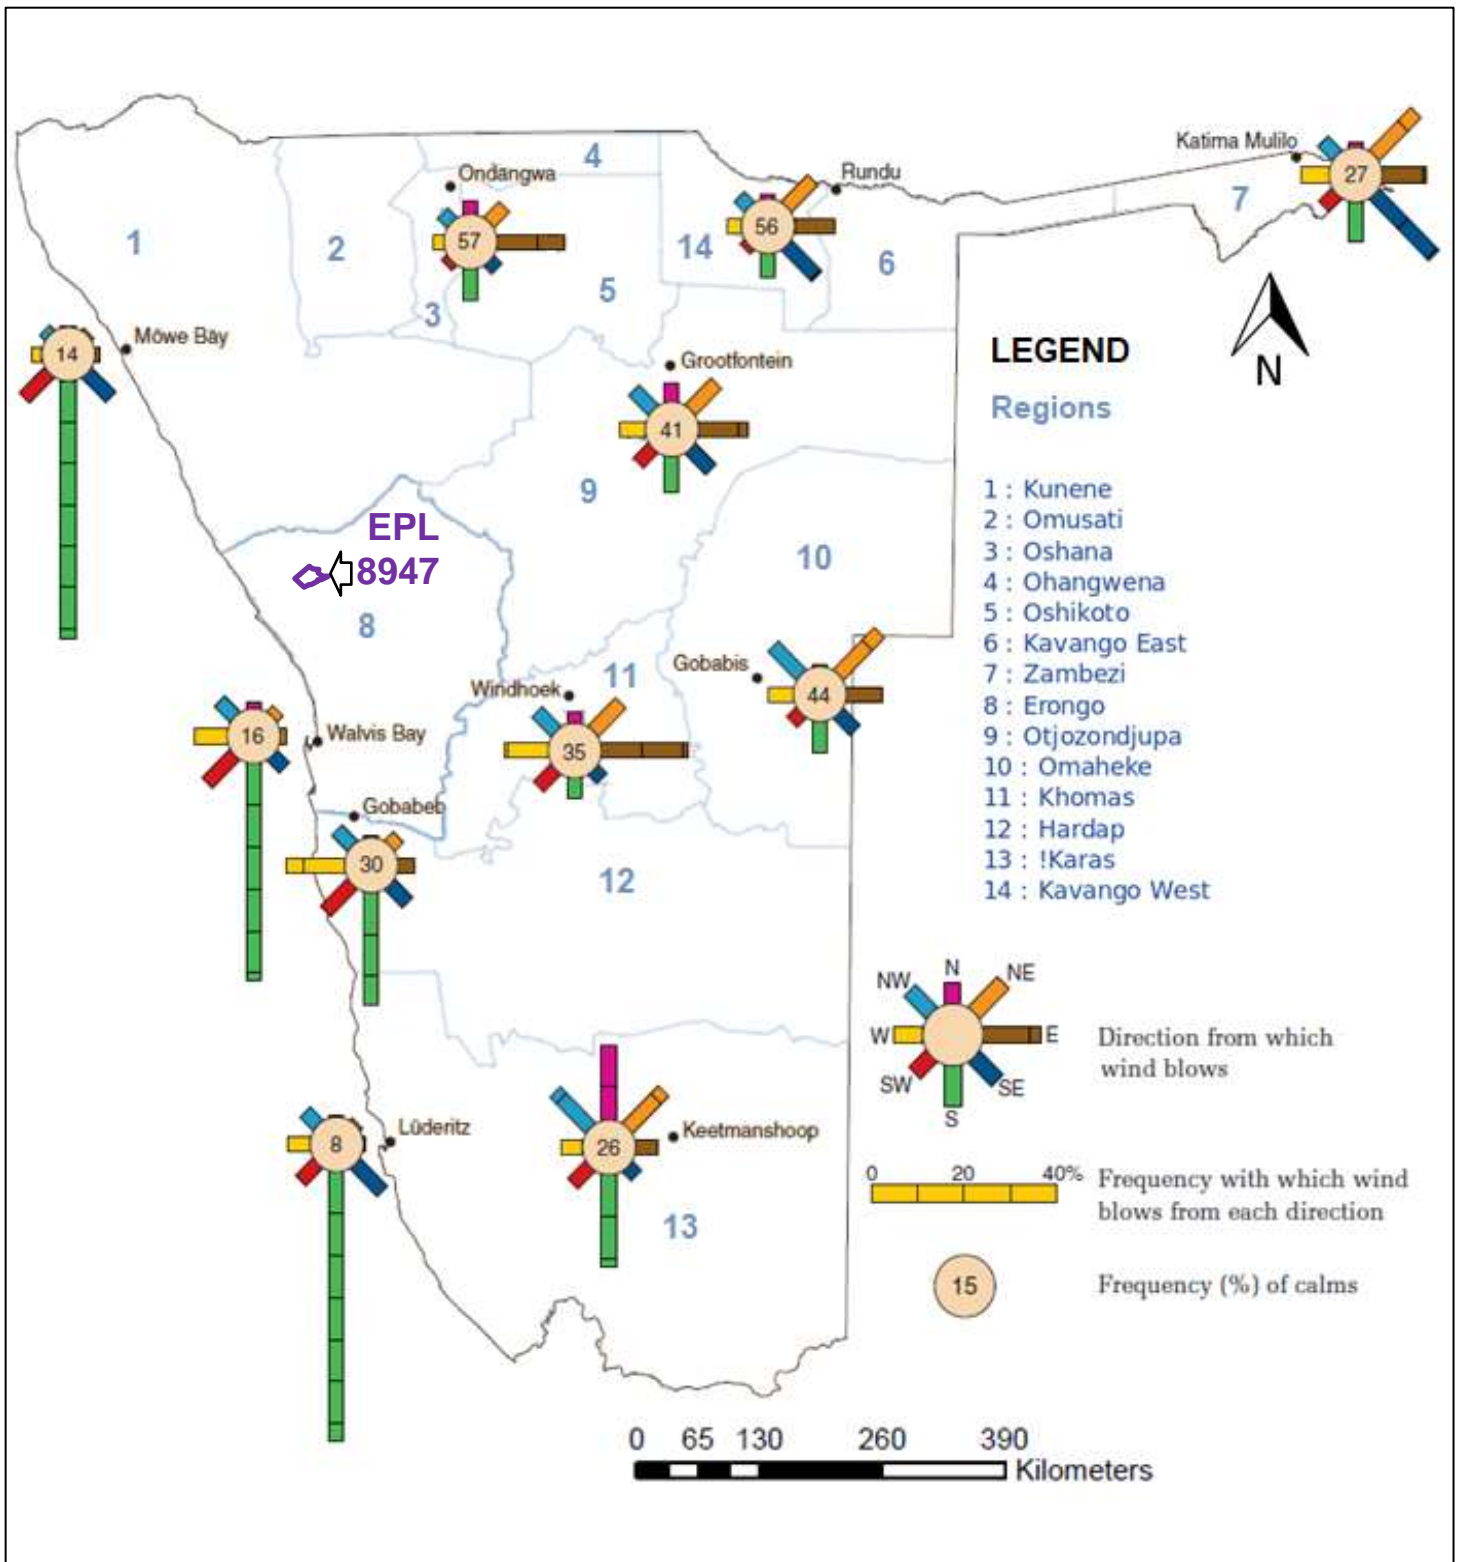 Katima Mulilo
27
7
4
Ondangwa
Rundu
57
56
1
2
14
6
3
5
14
Möwe Bay
Grootfontein
41
9
EPL
8947
8
10
LEGEND
N
Regions
1 : Kunene
2 : Omusati
3 : Oshana
4 : Ohangwena
5 : Oshikoto
6 : Kavango East
7 : Zambezi
8 : Erongo
9 : Otjozondjupa
10 : Omaheke
11 : Khomas
12 : Hardap
13 : !Karas
14 : Kavango West
Gobabis
44
11
Windhoek
35
16
Walvis Bay
Gobabeb
30
12
N
NW
NE
W
E
SW
SE
S
Direction from which
wind blows
0 20 40%
Frequency with which wind
blows from each direction
15
Frequency (%) of calms
8
Lüderitz
26
Keetmanshoop
13
0 65 130 260 390
Kilometers